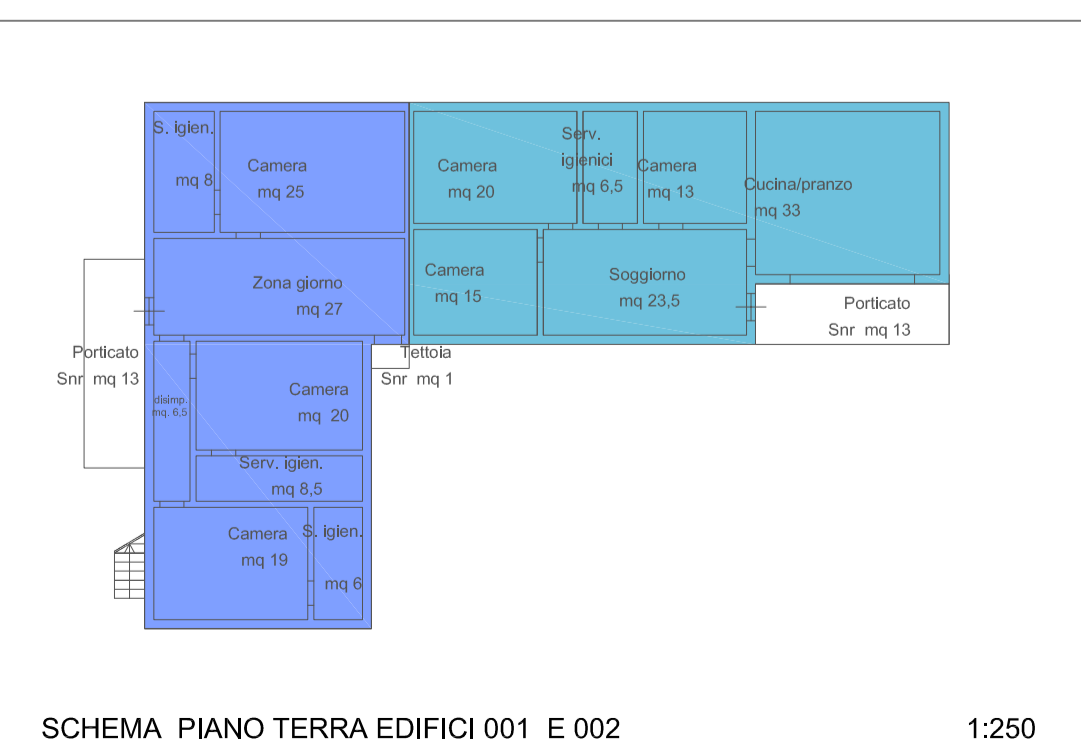 S. igien.
mq 8
Camera
mq 25
Camera
mq 20
Serv.
igienici
mq 6,5
Camera
mq 13
Cucina/pranzo
mq 33
Zona giorno
mq 27
Camera
mq 15
Soggiorno
mq 23,5
Porticato
Snr mq 13
Porticato
Snr mq 13
Tettoia
Snr mq 1
disimp.
mq. 6,5
Camera
mq 20
Serv. igien.
mq 8,5
Camera
mq 19
S. igien.
mq 6
SCHEMA PIANO TERRA EDIFICI 001 E 002
1:250